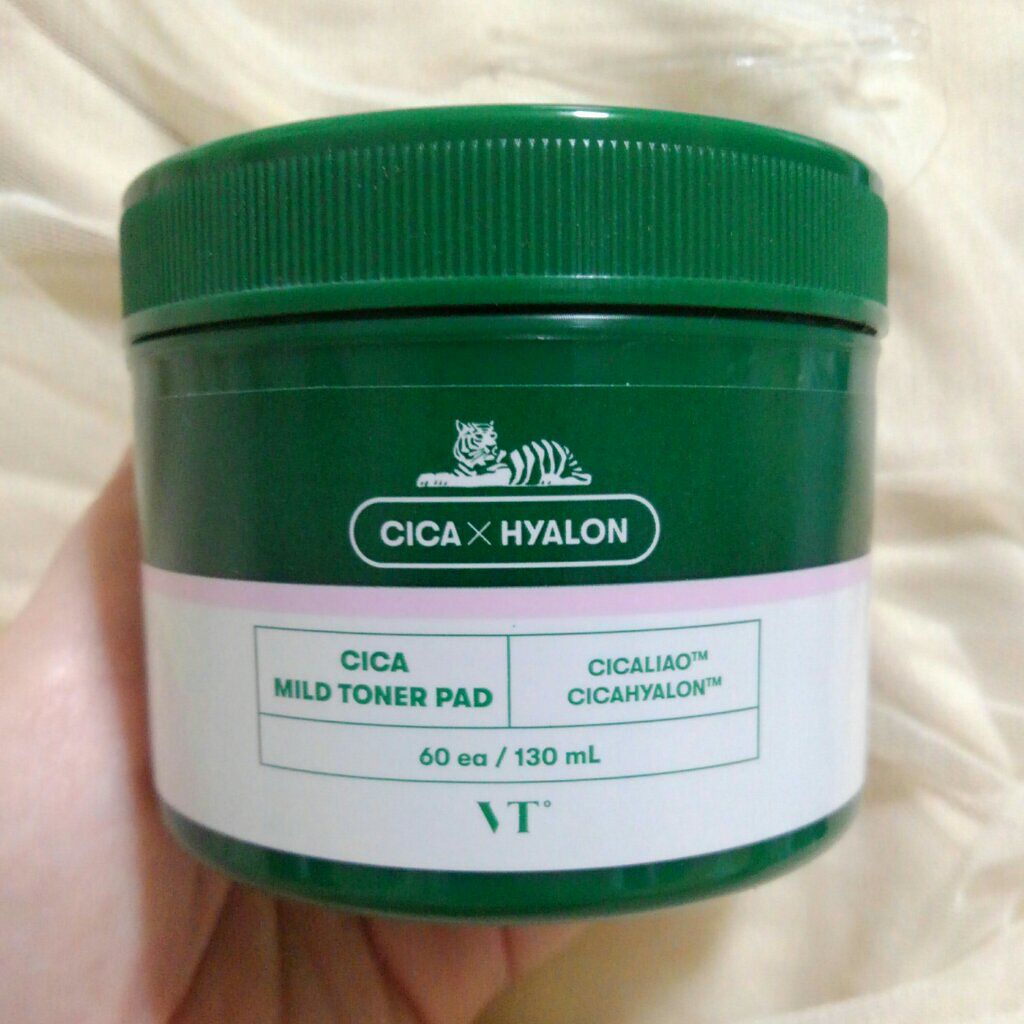 CICA × HYALON
CICA
MILD TONER PAD
CICALIAO™
CICAHYALON™
60 ea / 130 mL
VT°